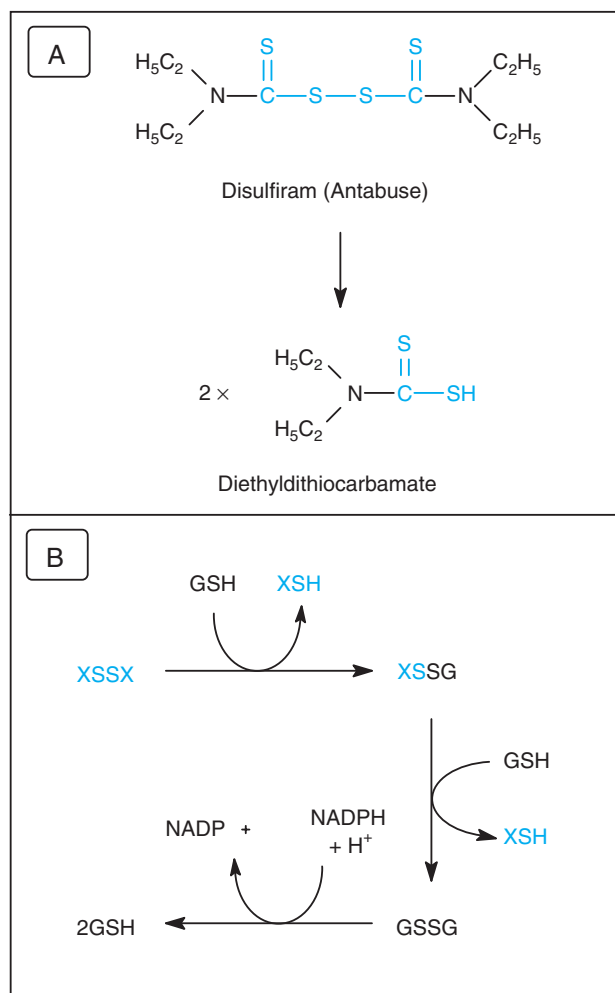 A
S S
H₅C₂ C₂H₅
N—C—S—S—C—N
H₅C₂ C₂H₅
Disulfiram (Antabuse)
S
H₅C₂
2 × N—C—SH
H₅C₂
Diethyldithiocarbamate
B
GSH XSH
XSSX XSSG
GSH
NADP + NADPH
+ H⁺
XSH
2GSH GSSG